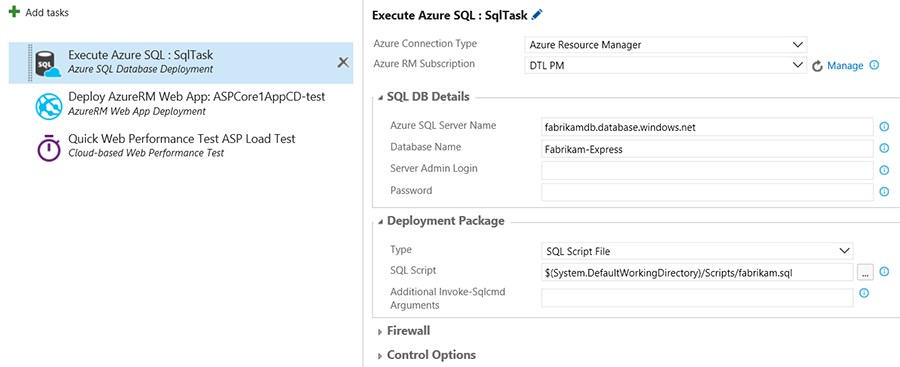 Add tasks
Execute Azure SQL : SqlTask
Azure SQL Database Deployment
Deploy AzureRM Web App: ASPCore1AppCD-test
AzureRM Web App Deployment
Quick Web Performance Test ASP Load Test
Cloud-based Web Performance Test
Execute Azure SQL : SqlTask
Azure Connection Type Azure Resource Manager
Azure RM Subscription DTL PM Manage
SQL DB Details
Azure SQL Server Name fabrikamdb.database.windows.net
Database Name Fabrikam-Express
Server Admin Login
Password
Deployment Package
Type SQL Script File
SQL Script $(System.DefaultWorkingDirectory)/Scripts/fabrikam.sql ...
Additional Invoke-Sqlcmd
Arguments
Firewall
Control Options